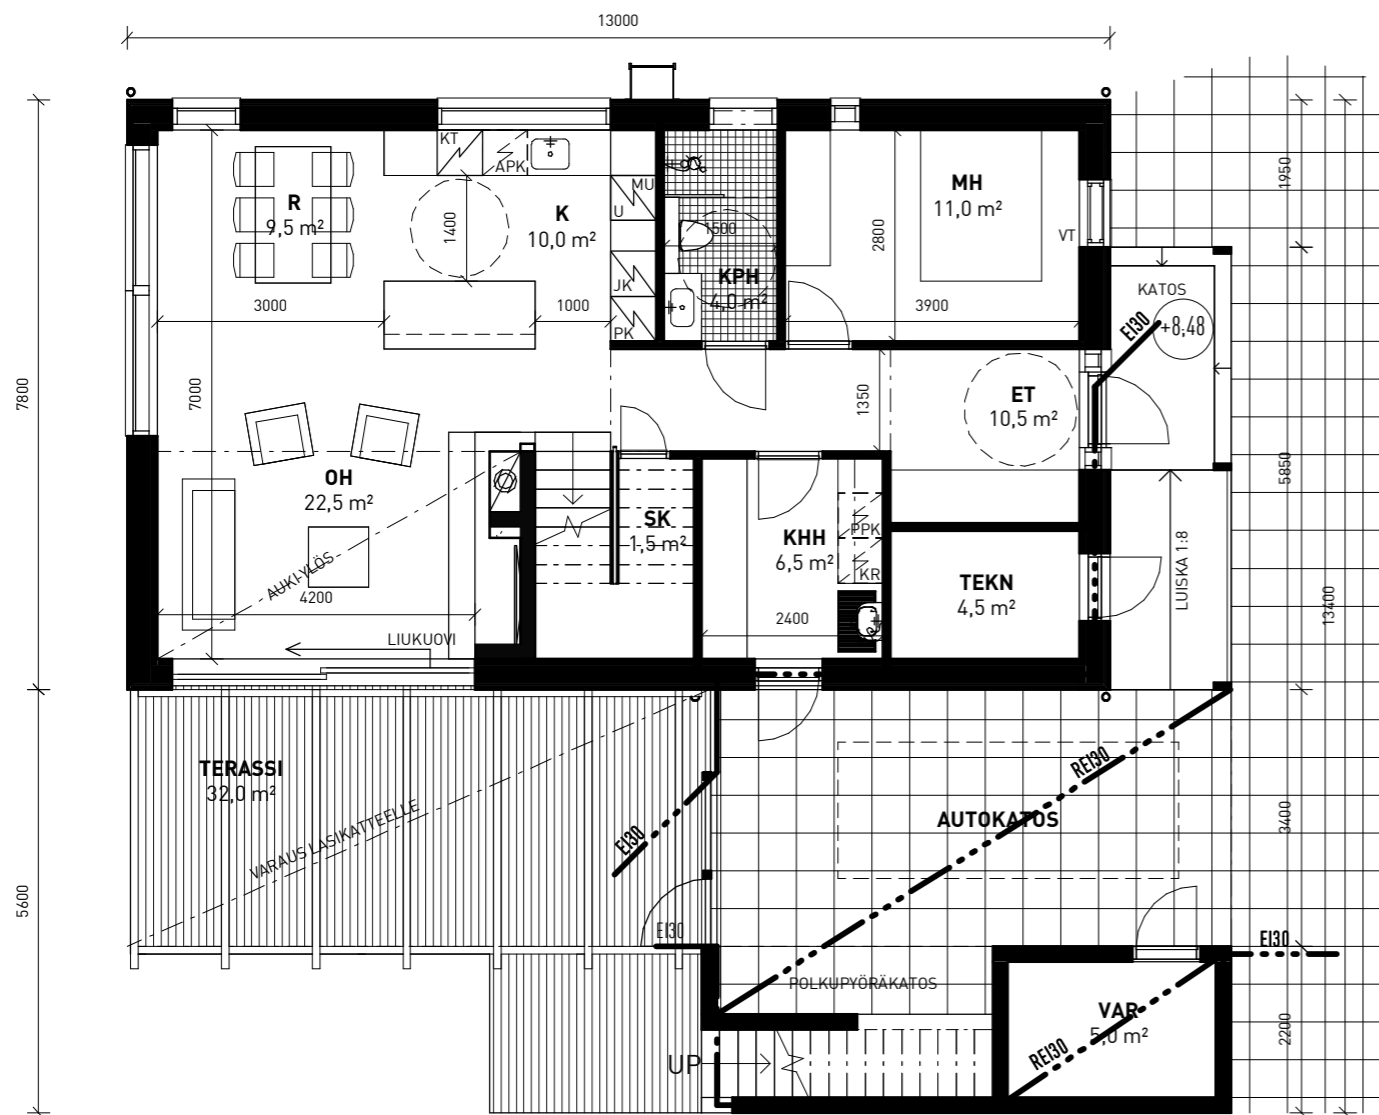 13000
KT
APK
MU
U
R
9,5 m²
K
10,0 m²
1400
1500
KPH
4,0 m²
MH
11,0 m²
2800
VT
1950
KATOS
EI30
+8,48
3000
1000
JK
PK
3900
7800
7000
1350
ET
10,5 m²
OH
22,5 m²
SK
1,5 m²
KHH
6,5 m²
PPK
KR
TEKN
4,5 m²
5850
LUISKA 1:8
13400
AUKI YLÖS
4200
LIUKUOVI
2400
TERASSI
32,0 m²
VARAUS LASIKATTEELLE
EI30
REI30
AUTOKATOS
3400
5600
EI30
EI30
POLKUPYÖRÄKATOS
VAR
5,0 m²
REI30
UP
2200